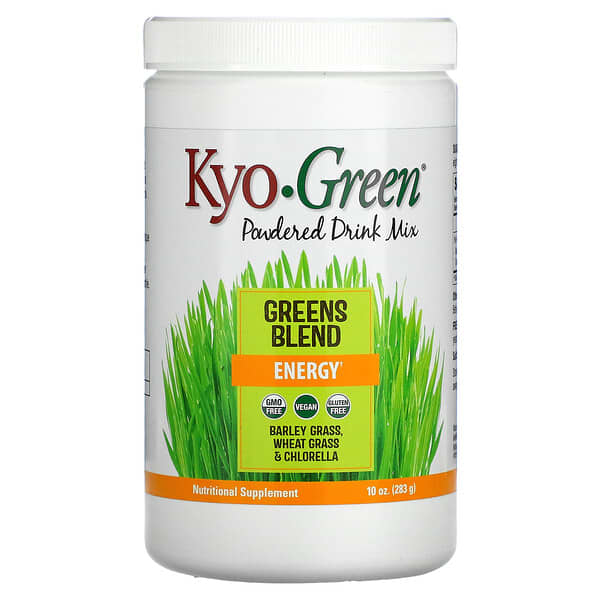 Kyo•Green®
Powdered Drink Mix
GREENS
BLEND
ENERGY†
GMO
FREE
VEGAN
GLUTEN
FREE
BARLEY GRASS,
WHEAT GRASS
& CHLORELLA
Nutritional Supplement
10 oz. (283 g)